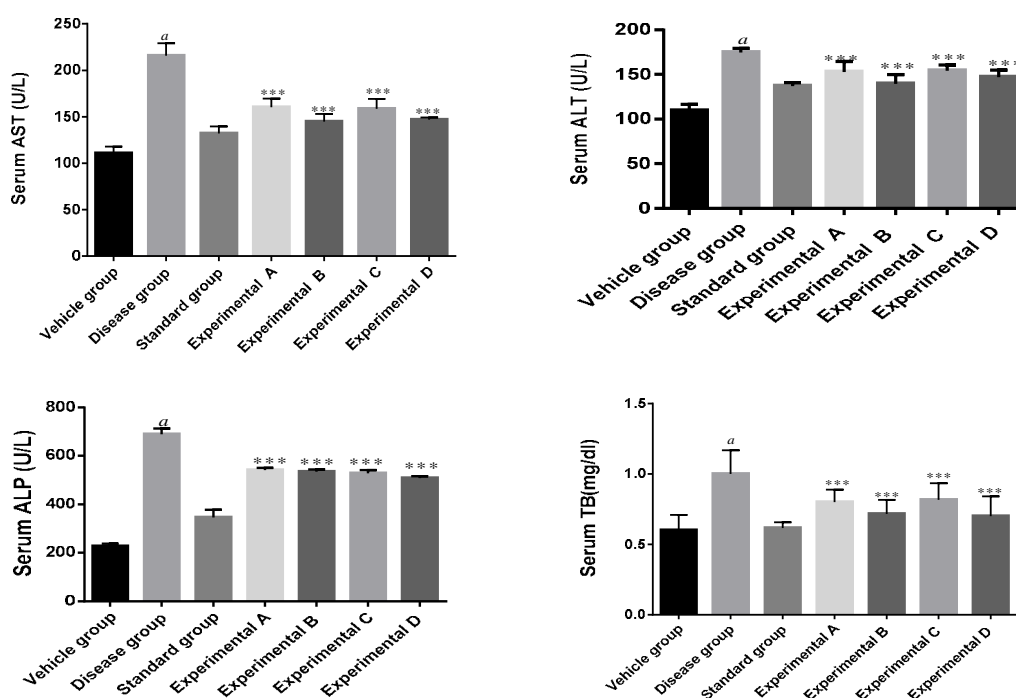 Serum AST (U/L)
250
200
150
100
50
0
a
***
***
***
***
Vehicle group
Disease group
Standard group
Experimental A
Experimental B
Experimental C
Experimental D
Serum ALT (U/L)
200
150
100
50
0
a
***
***
***
***
Vehicle group
Disease group
Standard group
Experimental A
Experimental B
Experimental C
Experimental D
Serum ALP (U/L)
800
600
400
200
0
a
***
***
***
***
Vehicle group
Disease group
Standard group
Experimental A
Experimental B
Experimental C
Experimental D
Serum TB(mg/dl)
1.5
1.0
0.5
0.0
a
***
***
***
***
Vehicle group
Disease group
Standard group
Experimental A
Experimental B
Experimental C
Experimental D